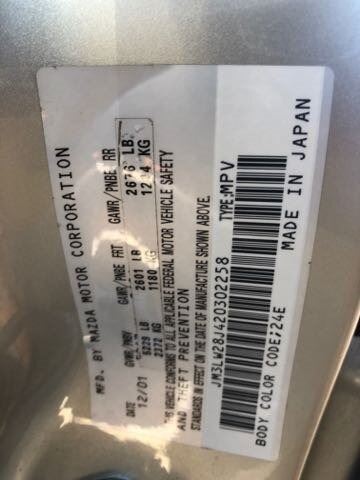 MFD. BY MAZDA MOTOR CORPORATION
12/01
GVWR/PNBV
5229 LB
2372 KG
GAWR/PNBE FRT
2601 LB
1180 KG
GAWR/PNBE RR
LB
KG
THIS VEHICLE CONFORMS TO ALL APPLICABLE FEDERAL MOTOR VEHICLE SAFETY
AND THEFT PREVENTION
STANDARDS IN EFFECT ON THE DATE OF MANUFACTURE SHOWN ABOVE.
JM3LW28J420302258 TYPE:MPV
BODY COLOR CODE;24E MADE IN JAPAN